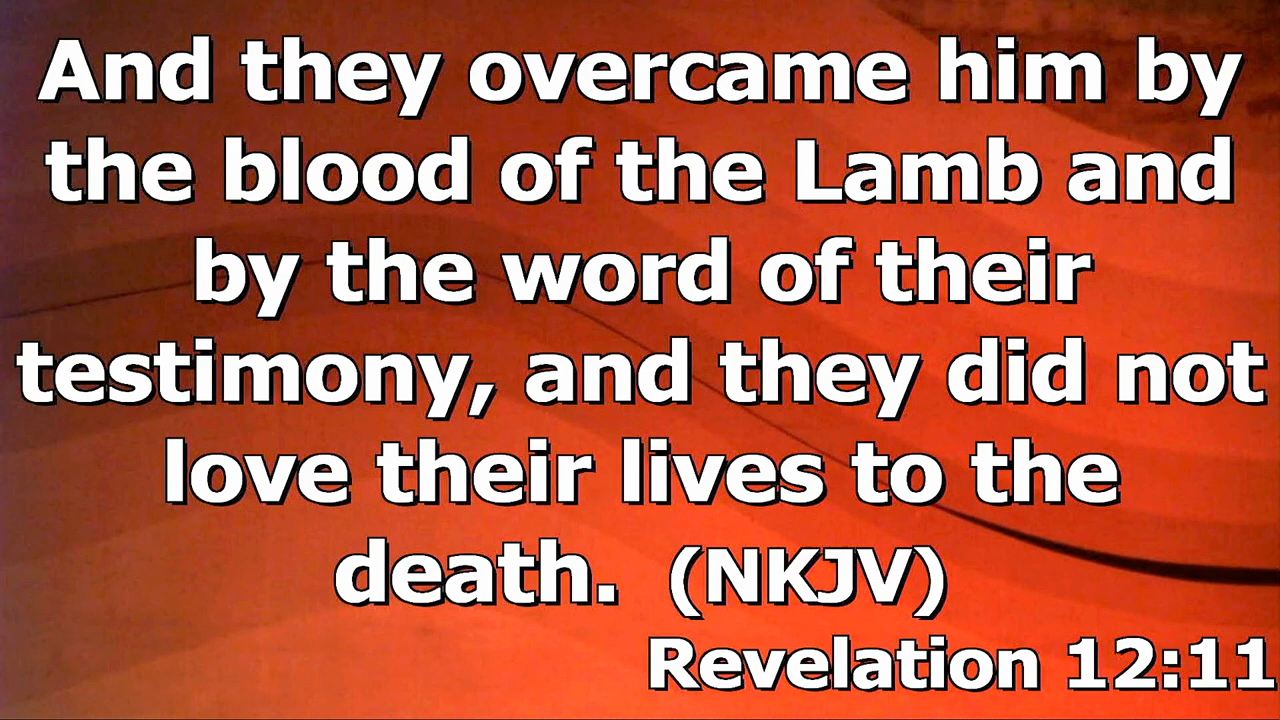 And they overcame him by
the blood of the Lamb and
by the word of their
testimony, and they did not
love their lives to the
death. (NKJV)
Revelation 12:11